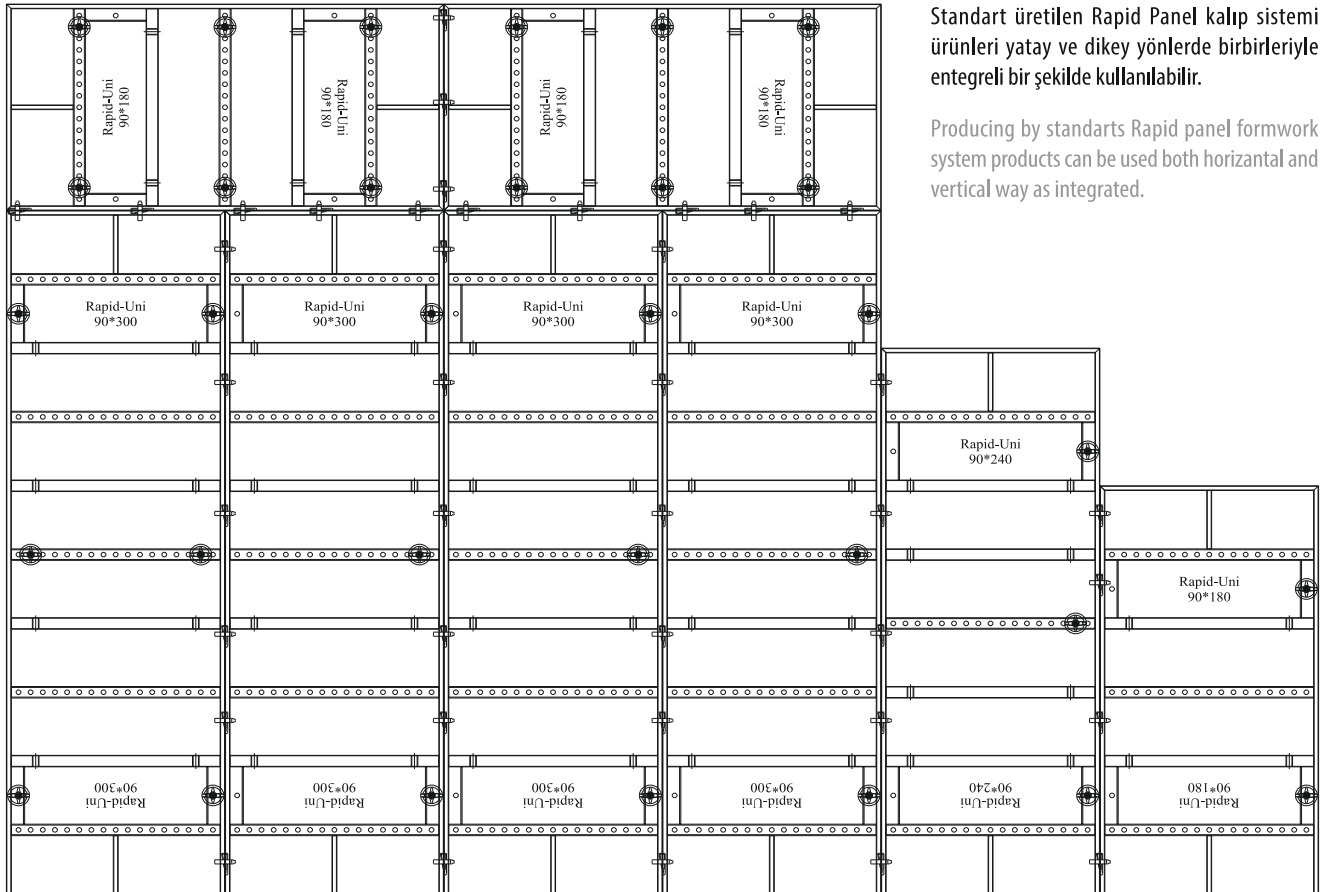 Standart üretilen Rapid Panel kalıp sistemi
ürünleri yatay ve dikey yönlerde birbirleriyle
entegreli bir şekilde kullanılabilir.
Producing by standarts Rapid panel formwork
system products can be used both horizantal and
vertical way as integrated.
Rapid-Uni
90*180
Rapid-Uni
90*180
Rapid-Uni
90*180
Rapid-Uni
90*180
Rapid-Uni
90*300
Rapid-Uni
90*300
Rapid-Uni
90*300
Rapid-Uni
90*300
Rapid-Uni
90*240
Rapid-Uni
90*180
Rapid-Uni
90*300
Rapid-Uni
90*300
Rapid-Uni
90*300
Rapid-Uni
90*300
Rapid-Uni
90*240
Rapid-Uni
90*180